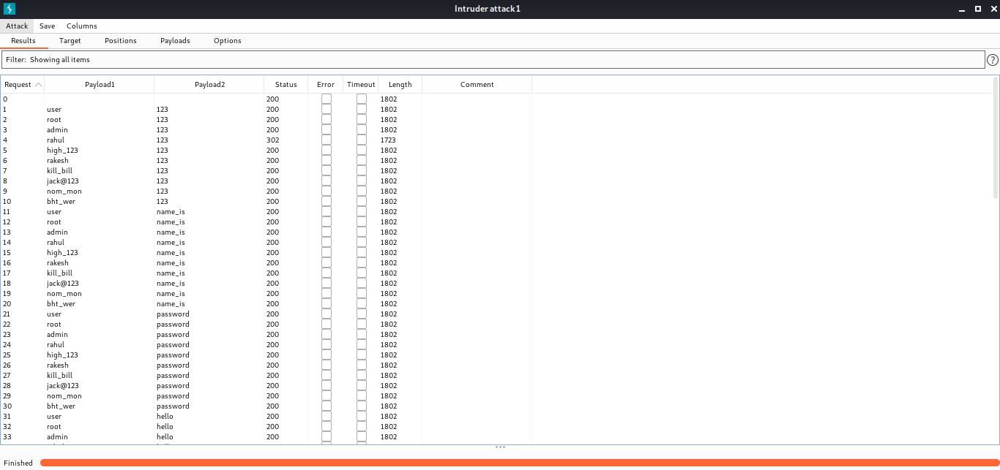 Intruder attack1
Attack Save Columns
Results Target Positions Payloads Options
Filter: Showing all items
?
Request Payload1 Payload2 Status Error Timeout Length Comment
0 200 1802
1 user 123 200 1802
2 root 123 200 1802
3 admin 123 200 1802
4 rahul 123 302 1723
5 high_123 123 200 1802
6 rakesh 123 200 1802
7 kill_bill 123 200 1802
8 jack@123 123 200 1802
9 nom_mon 123 200 1802
10 bht_wer 123 200 1802
11 user name_is 200 1802
12 root name_is 200 1802
13 admin name_is 200 1802
14 rahul name_is 200 1802
15 high_123 name_is 200 1802
16 rakesh name_is 200 1802
17 kill_bill name_is 200 1802
18 jack@123 name_is 200 1802
19 nom_mon name_is 200 1802
20 bht_wer name_is 200 1802
21 user password 200 1802
22 root password 200 1802
23 admin password 200 1802
24 rahul password 200 1802
25 high_123 password 200 1802
26 rakesh password 200 1802
27 kill_bill password 200 1802
28 jack@123 password 200 1802
29 nom_mon password 200 1802
30 bht_wer password 200 1802
31 user hello 200 1802
32 root hello 200 1802
33 admin hello 200 1802
Finished